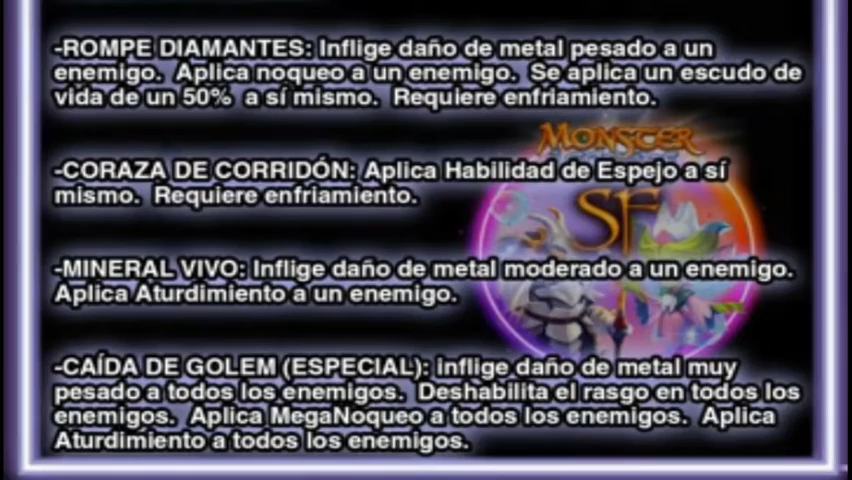 -ROMPE DIAMANTES: Inflige daño de metal pesado a un
enemigo. Aplica noqueo a un enemigo. Se aplica un escudo de
vida de un 50% a sí mismo. Requiere enfriamiento.
MONSTER
-CORAZA DE CORRIDÓN: Aplica Habilidad de Espejo a sí
mismo. Requiere enfriamiento.
SF
-MINERAL VIVO: Inflige daño de metal moderado a un enemigo.
Aplica Aturdimiento a un enemigo.
-CAÍDA DE GOLEM (ESPECIAL): inflige daño de metal muy
pesado a todos los enemigos. Deshabilita el rasgo en todos los
enemigos. Aplica MegaNoqueo a todos los enemigos. Aplica
Aturdimiento a todos los enemigos.